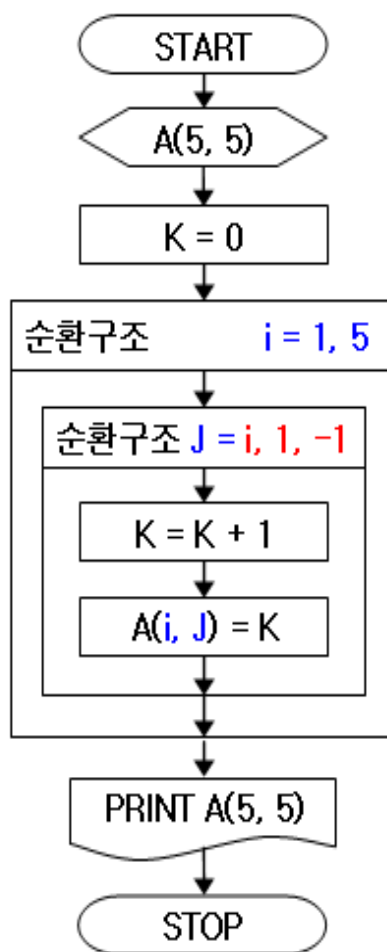 START
A(5, 5)
K = 0
순환구조 i = 1, 5
순환구조 J = i, 1, -1
K = K + 1
A(i, J) = K
PRINT A(5, 5)
STOP